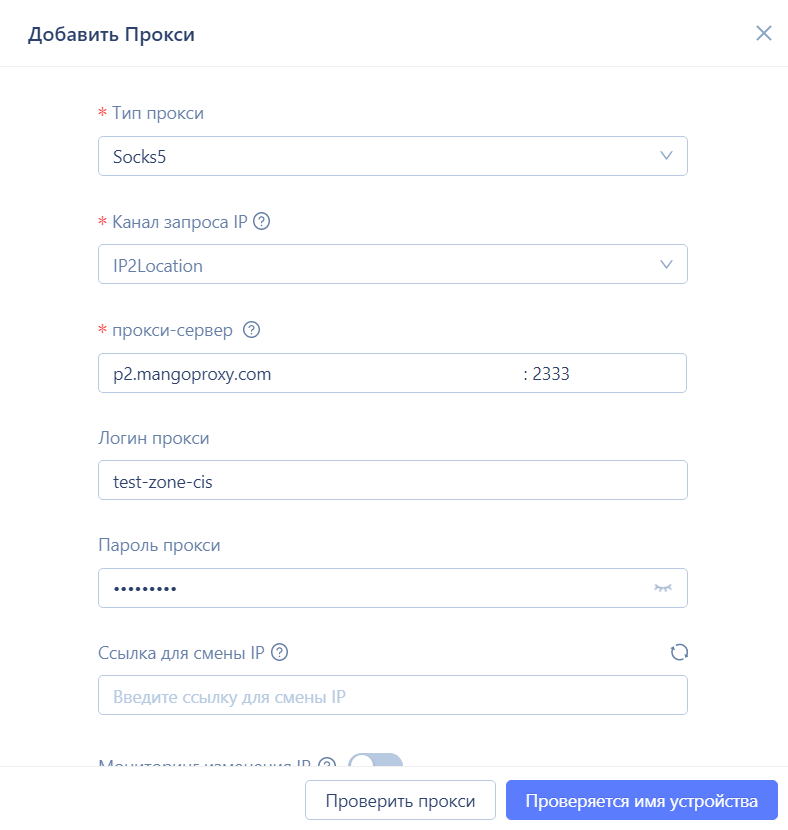 Добавить Прокси
* Тип прокси
Socks5
* Канал запроса IP ?
IP2Location
* прокси-сервер ?
p2.mangoproxy.com : 2333
Логин прокси
test-zone-cis
Пароль прокси
•••••••••
Ссылка для смены IP ?
Введите ссылку для смены IP
Мониторинг изменения IP ?
Проверить прокси Проверяется имя устройства